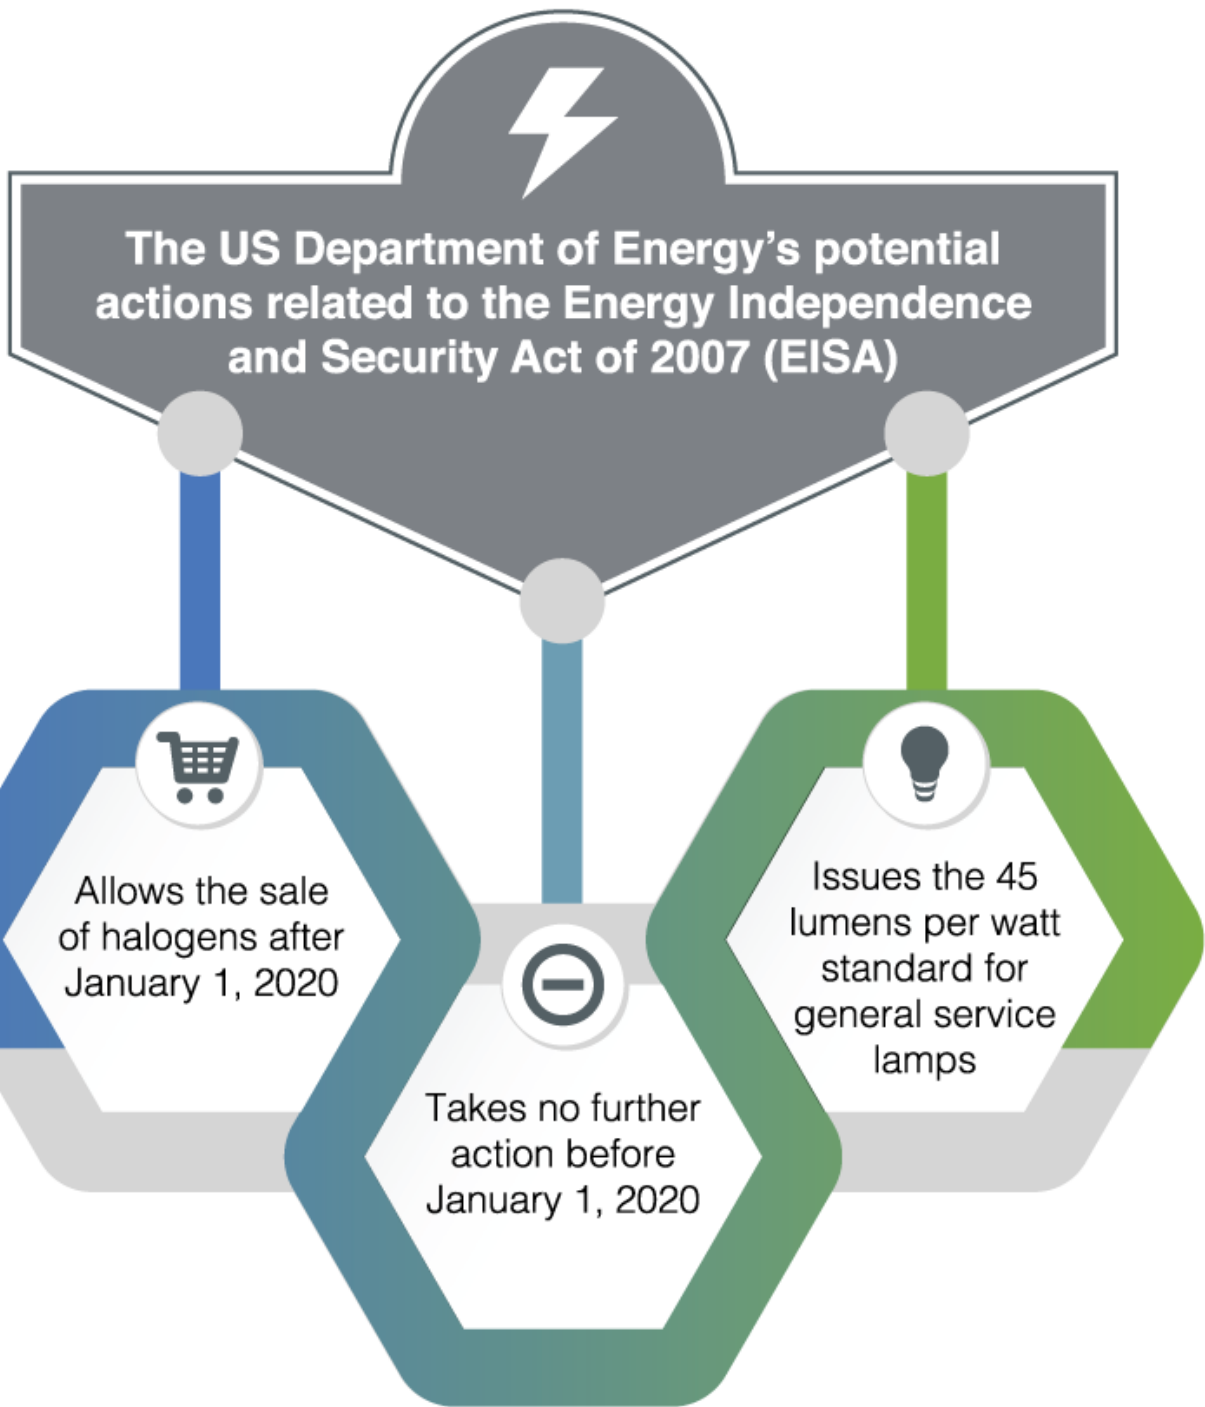 The US Department of Energy’s potential
actions related to the Energy Independence
and Security Act of 2007 (EISA)
Allows the sale
of halogens after
January 1, 2020
Takes no further
action before
January 1, 2020
Issues the 45
lumens per watt
standard for
general service
lamps